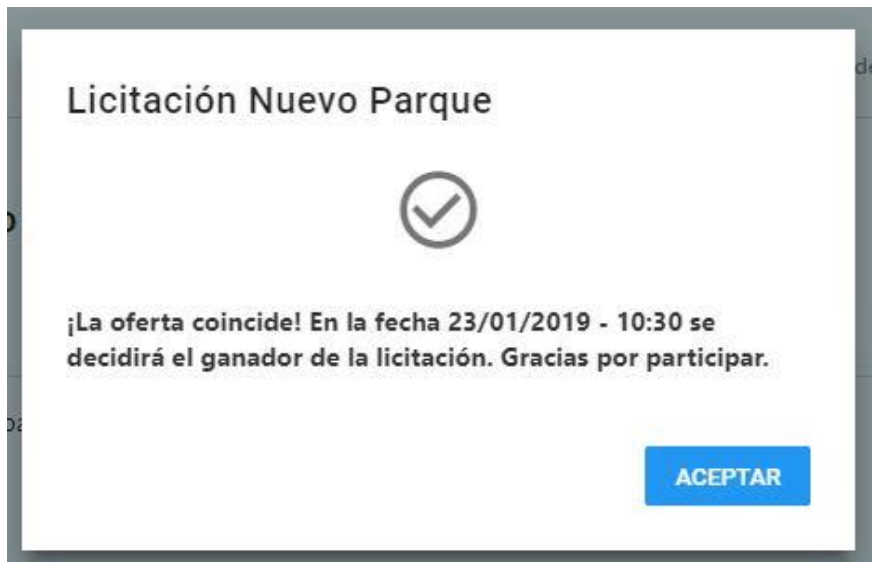 Licitación Nuevo Parque
¡La oferta coincide! En la fecha 23/01/2019 - 10:30 se
decidirá el ganador de la licitación. Gracias por participar.
ACEPTAR